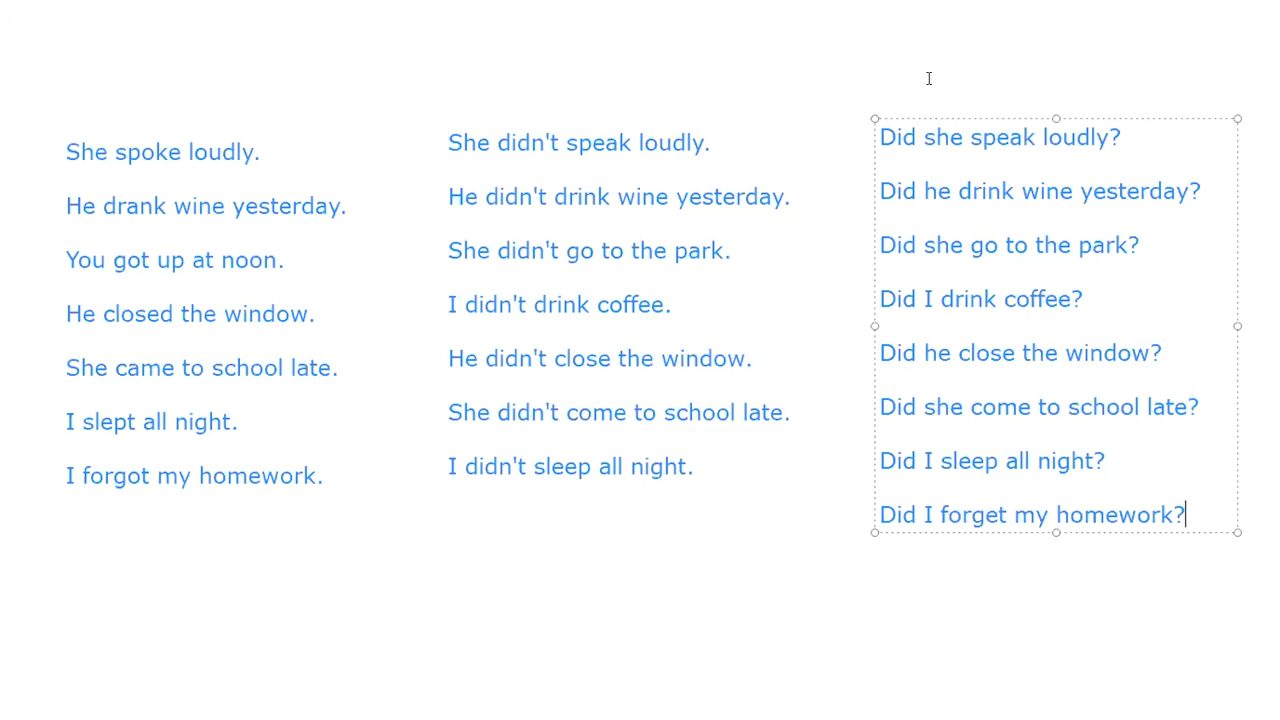 She spoke loudly.
He drank wine yesterday.
You got up at noon.
He closed the window.
She came to school late.
I slept all night.
I forgot my homework.
She didn't speak loudly.
He didn't drink wine yesterday.
She didn't go to the park.
I didn't drink coffee.
He didn't close the window.
She didn't come to school late.
I didn't sleep all night.
Did she speak loudly?
Did he drink wine yesterday?
Did she go to the park?
Did I drink coffee?
Did he close the window?
Did she come to school late?
Did I sleep all night?
Did I forget my homework?